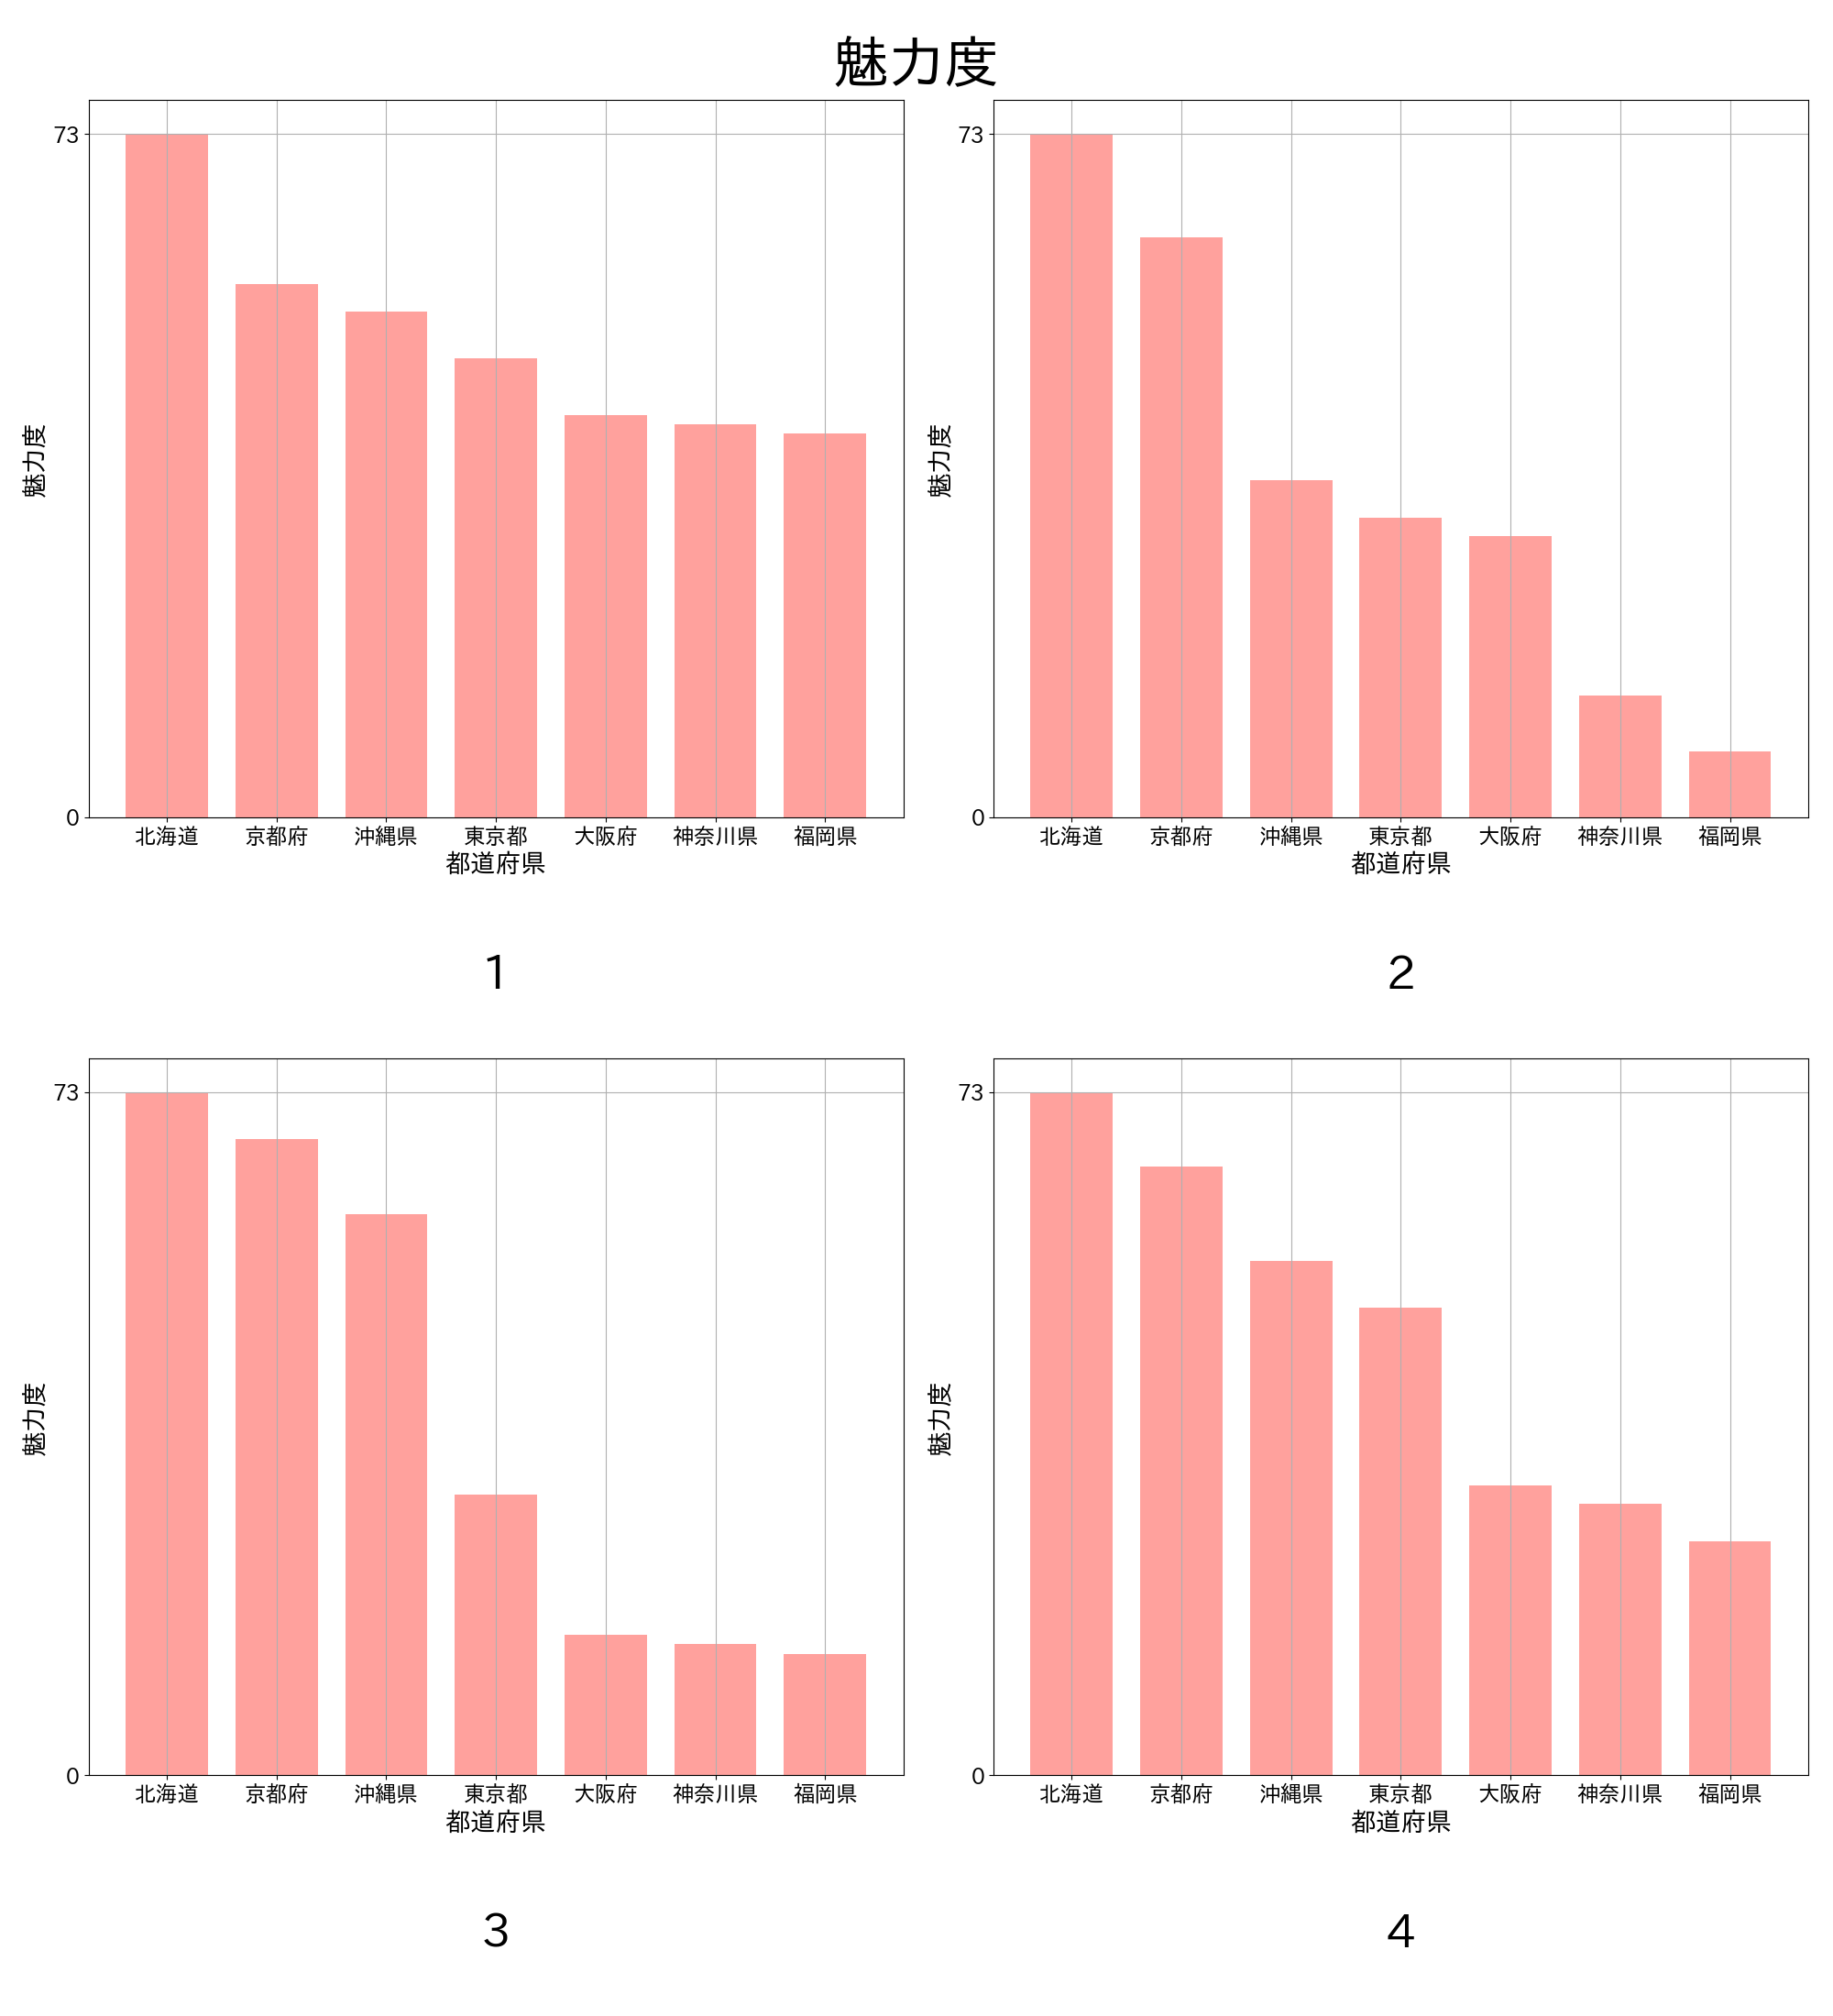 魅力度
73
0
魅力度
北海道 京都府 沖縄県 東京都 大阪府 神奈川県 福岡県
都道府県
1
73
0
魅力度
北海道 京都府 沖縄県 東京都 大阪府 神奈川県 福岡県
都道府県
2
73
0
魅力度
北海道 京都府 沖縄県 東京都 大阪府 神奈川県 福岡県
都道府県
3
73
0
魅力度
北海道 京都府 沖縄県 東京都 大阪府 神奈川県 福岡県
都道府県
4